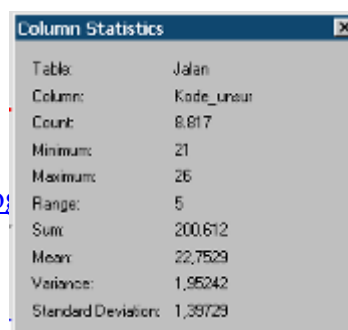 Column Statistics
Table: Jalan
Column: Kode_unsur
Count: 8.817
Minimum: 21
Maximum: 26
Range: 5
Sum: 200.612
Mean: 22,7529
Variance: 1,95242
Standard Deviation: 1,39729